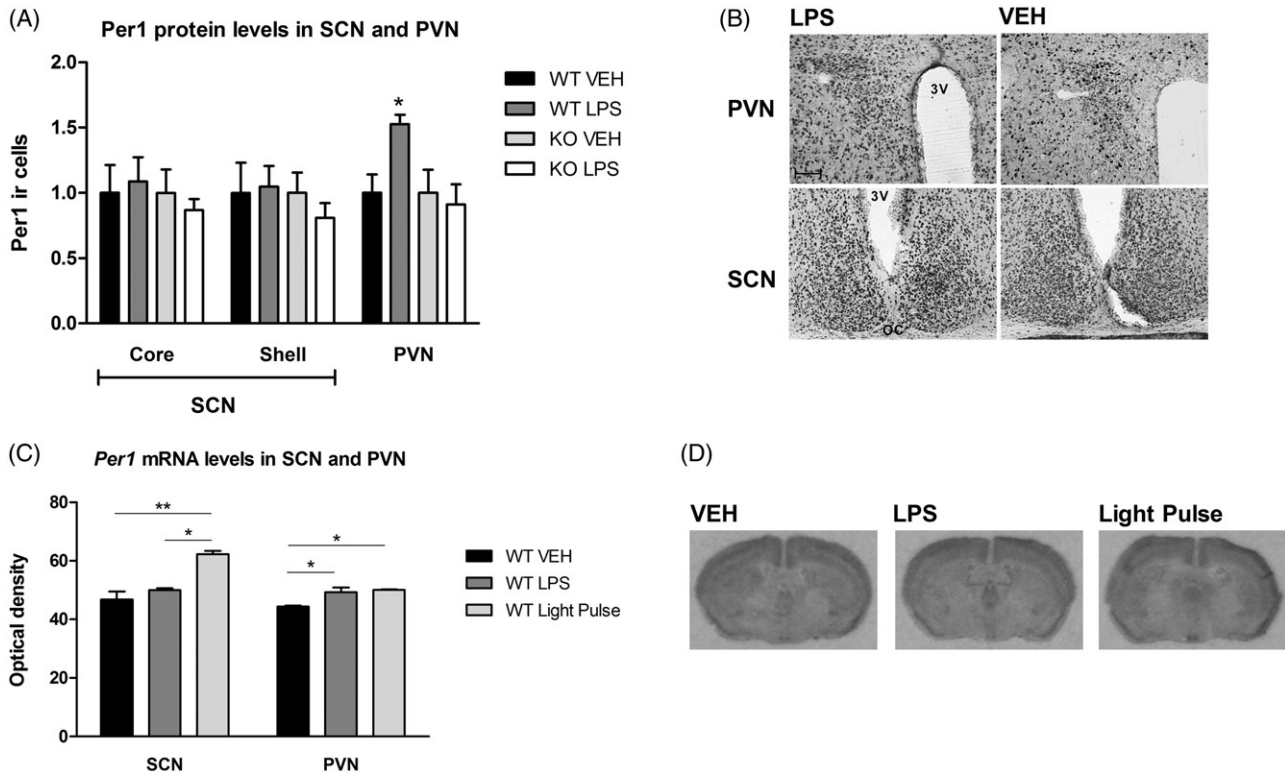 (A)
Per1 protein levels in SCN and PVN
Per1 ir cells
2.0
1.5
1.0
0.5
0.0
*
Core
Shell
PVN
SCN
WT VEH
WT LPS
KO VEH
KO LPS
(B)
LPS
VEH
PVN
3V
SCN
3V
OC
(C)
Per1 mRNA levels in SCN and PVN
Optical density
80
60
40
20
0
**
*
*
*
SCN
PVN
WT VEH
WT LPS
WT Light Pulse
(D)
VEH
LPS
Light Pulse